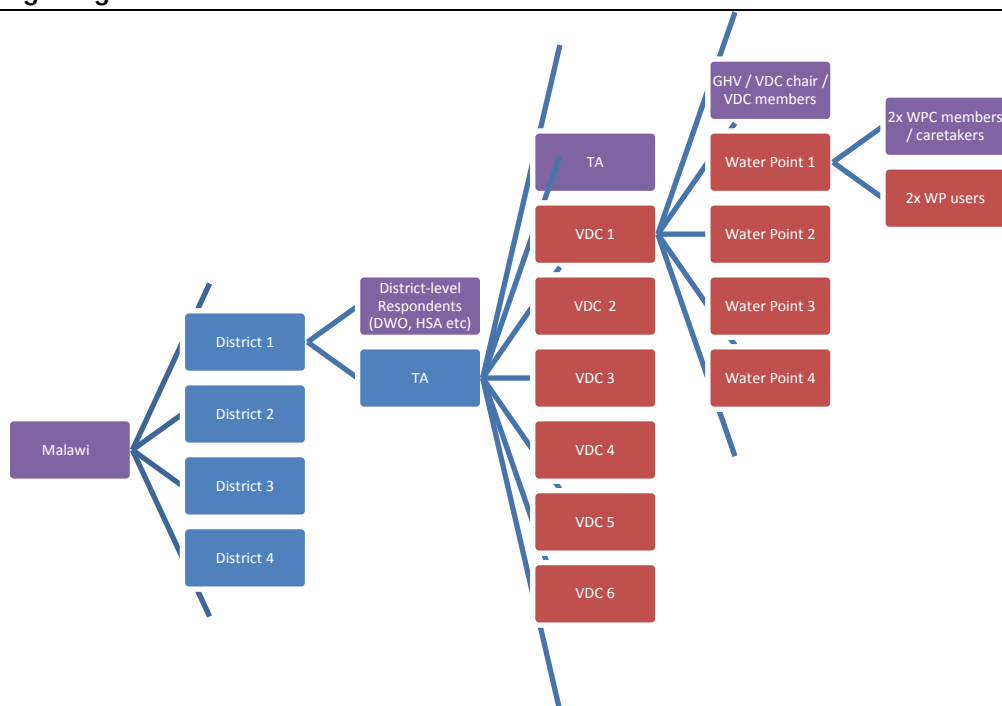 Malawi
District 1
District 2
District 3
District 4
District-level
Respondents
(DWO, HSA etc)
TA
TA
VDC 1
VDC 2
VDC 3
VDC 4
VDC 5
VDC 6
GHV / VDC chair /
VDC members
Water Point 1
Water Point 2
Water Point 3
Water Point 4
2x WPC members
/ caretakers
2x WP users